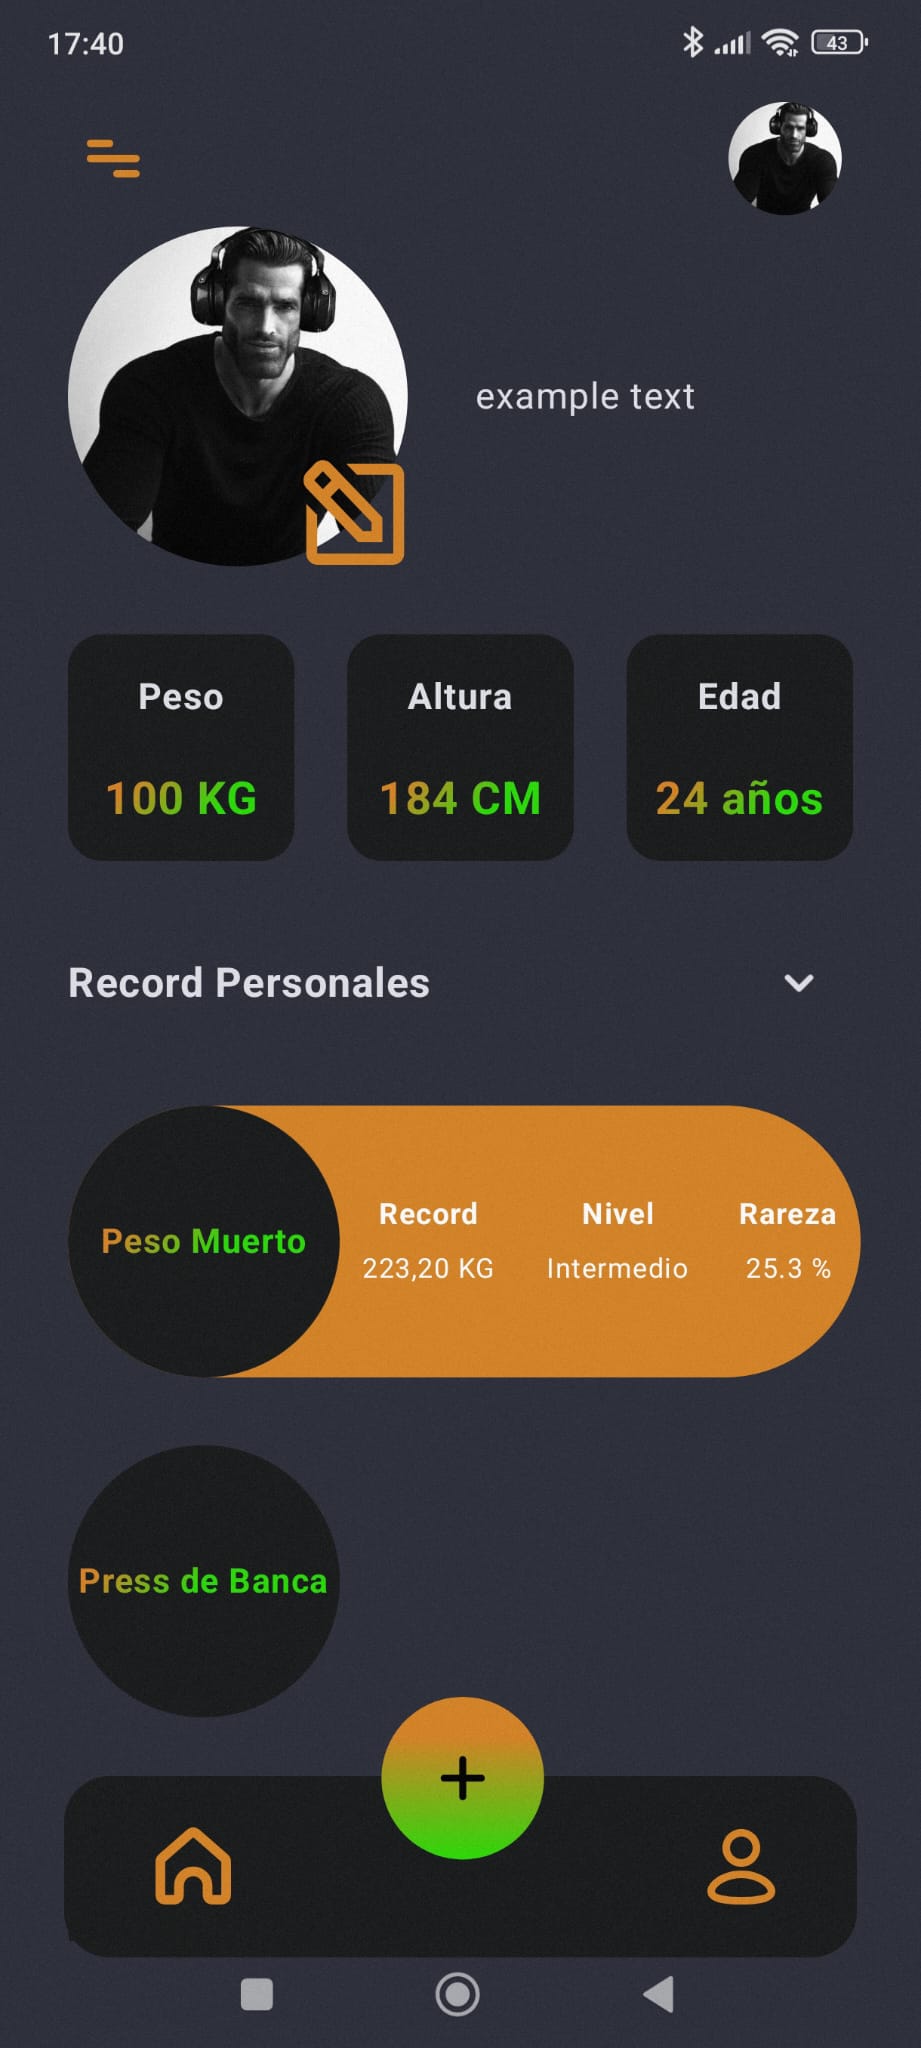 17:40
43
example text
Peso
100 KG
Altura
184 CM
Edad
24 años
Record Personales
Peso Muerto
Record
223,20 KG
Nivel
Intermedio
Rareza
25.3 %
Press de Banca